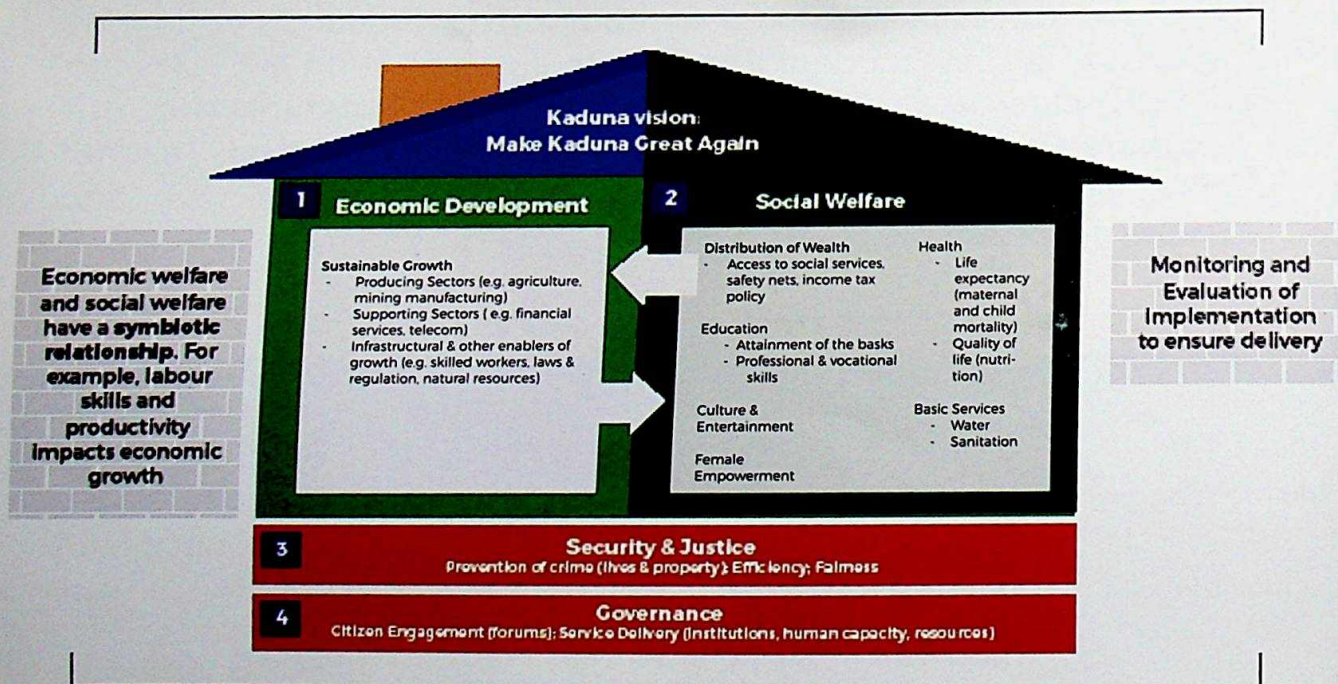 Kaduna vision:
Make Kaduna Great Again
1
Economic Development
2
Social Welfare
Economic welfare
and social welfare
have a symbiotic
relationship. For
example, labour
skills and
productivity
impacts economic
growth
Sustainable Growth
- Producing Sectors (e.g. agriculture,
mining manufacturing)
- Supporting Sectors ( e.g. financial
services, telecom)
- Infrastructural & other enablers of
growth (e.g. skilled workers, laws &
regulation, natural resources)
Distribution of Wealth
- Access to social services,
safety nets, income tax
policy
Education
- Attainment of the basks
- Professional & vocational
skills
Culture &
Entertainment
Female
Empowerment
Health
- Life
expectancy
(maternal
and child
mortality)
- Quality of
life (nutri-
tion)
Basic Services
- Water
- Sanitation
Monitoring and
Evaluation of
Implementation
to ensure delivery
3
Security & Justice
Prevention of crime (lives & property); Efficiency; Fairness
4
Governance
Citizen Engagement (forums); Service Delivery (institutions, human capacity, resources)